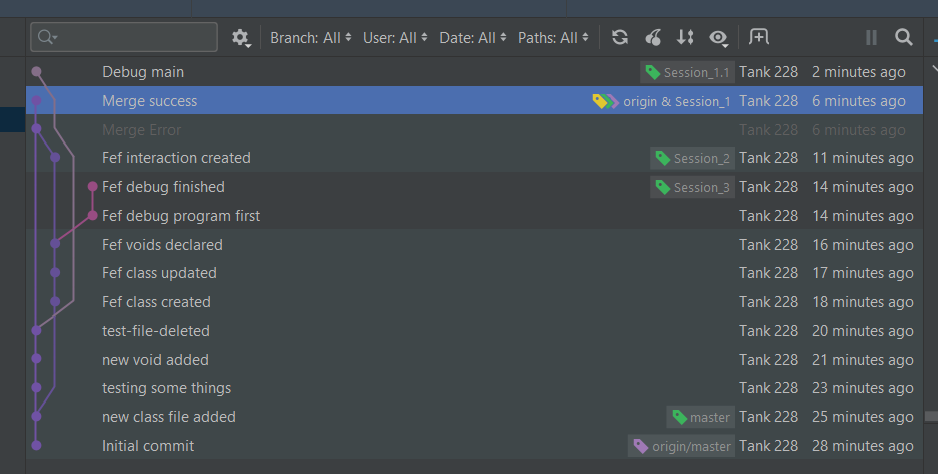 Branch: All User: All Date: All Paths: All
Debug main Session_1.1 Tank 228 2 minutes ago
Merge success origin & Session_1 Tank 228 6 minutes ago
Merge Error Tank 228 6 minutes ago
Fef interaction created Session_2 Tank 228 11 minutes ago
Fef debug finished Session_3 Tank 228 14 minutes ago
Fef debug program first Tank 228 14 minutes ago
Fef voids declared Tank 228 16 minutes ago
Fef class updated Tank 228 17 minutes ago
Fef class created Tank 228 18 minutes ago
test-file-deleted Tank 228 20 minutes ago
new void added Tank 228 21 minutes ago
testing some things Tank 228 23 minutes ago
new class file added master Tank 228 25 minutes ago
Initial commit origin/master Tank 228 28 minutes ago